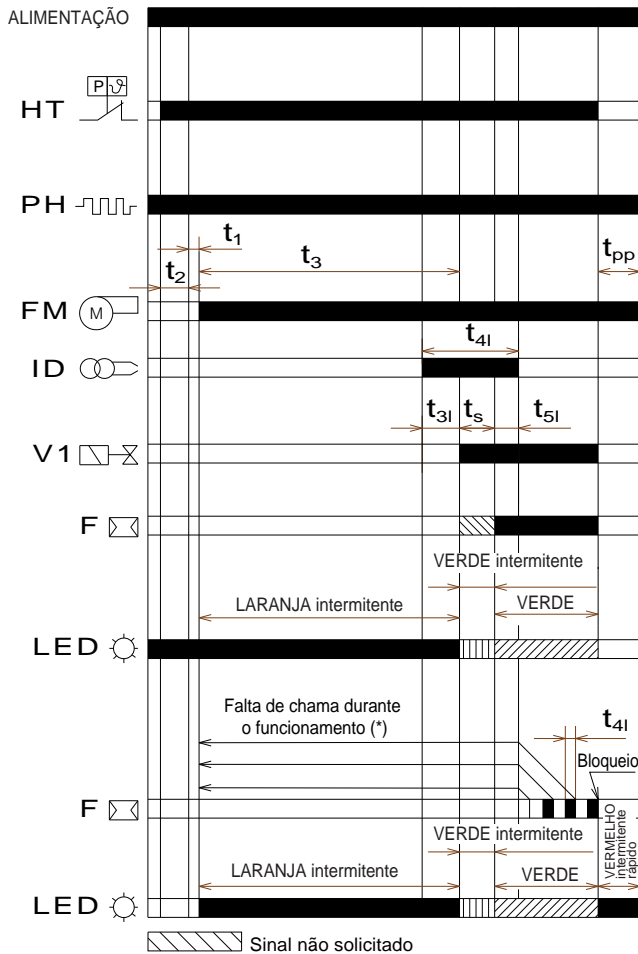 ALIMENTAÇÃO
P ϑ
HT
PH
t1
t2
t3
tpp
FM M
t4l
ID
t3l ts t5l
V1
F
VERDE intermitente
LARANJA intermitente VERDE
LED
Falta de chama durante
o funcionamento (*)
t4l
Bloqueio
F
VERDE intermitente
LARANJA intermitente VERDE
VERMELHO
intermitente
rápido
LED
Sinal não solicitado